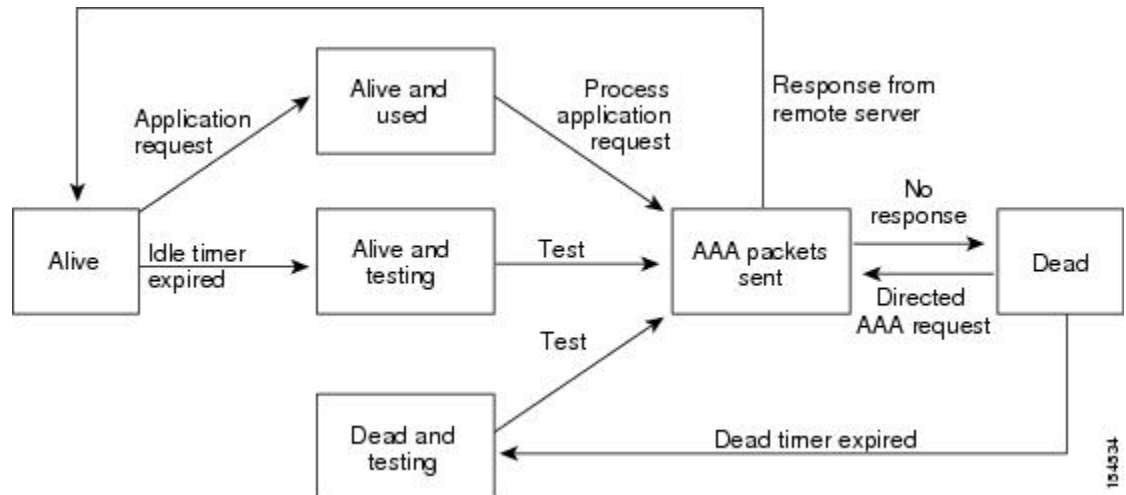 Alive and
used
Application
request
Process
application
request
Response from
remote server
Alive
Idle timer
expired
Alive and
testing
Test
AAA packets
sent
No
response
Dead
Directed
AAA request
Test
Dead and
testing
Dead timer expired
154534